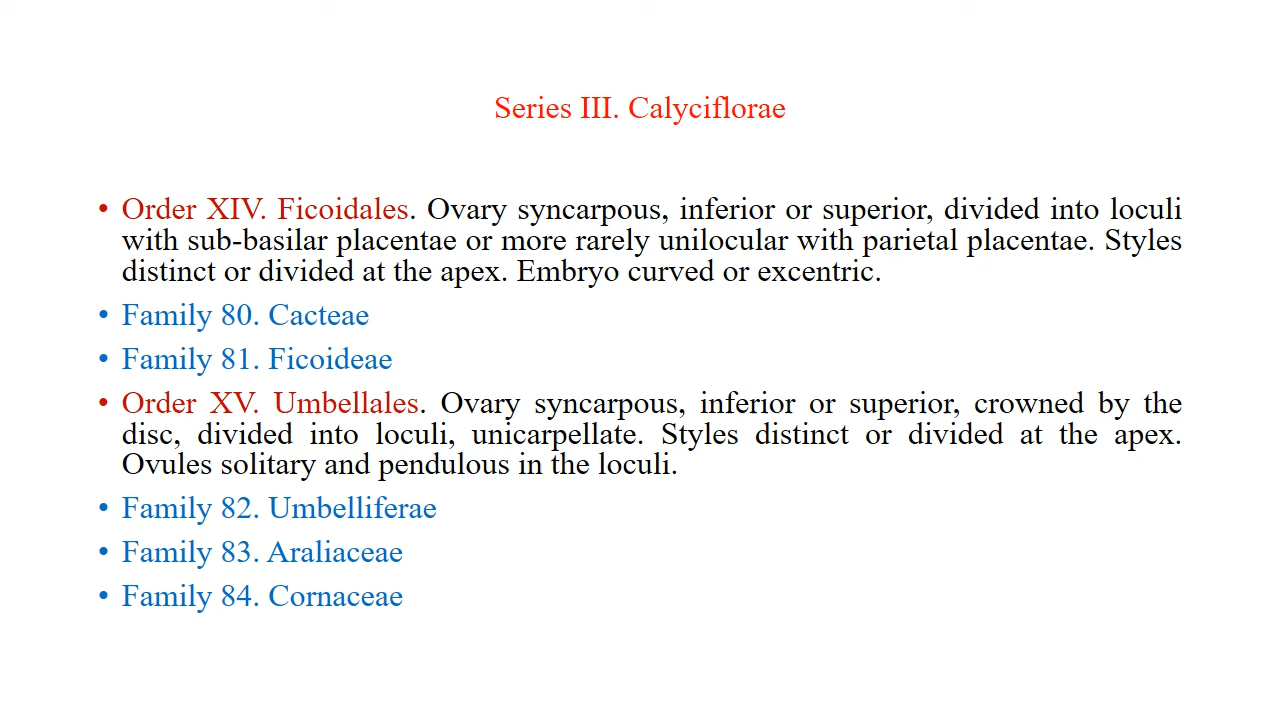 Series III. Calyciflorae
• Order XIV. Ficoidales. Ovary syncarpous, inferior or superior, divided into loculi
with sub-basilar placentae or more rarely unilocular with parietal placentae. Styles
distinct or divided at the apex. Embryo curved or excentric.
• Family 80. Cacteae
• Family 81. Ficoideae
• Order XV. Umbellales. Ovary syncarpous, inferior or superior, crowned by the
disc, divided into loculi, unicarpellate. Styles distinct or divided at the apex.
Ovules solitary and pendulous in the loculi.
• Family 82. Umbelliferae
• Family 83. Araliaceae
• Family 84. Cornaceae